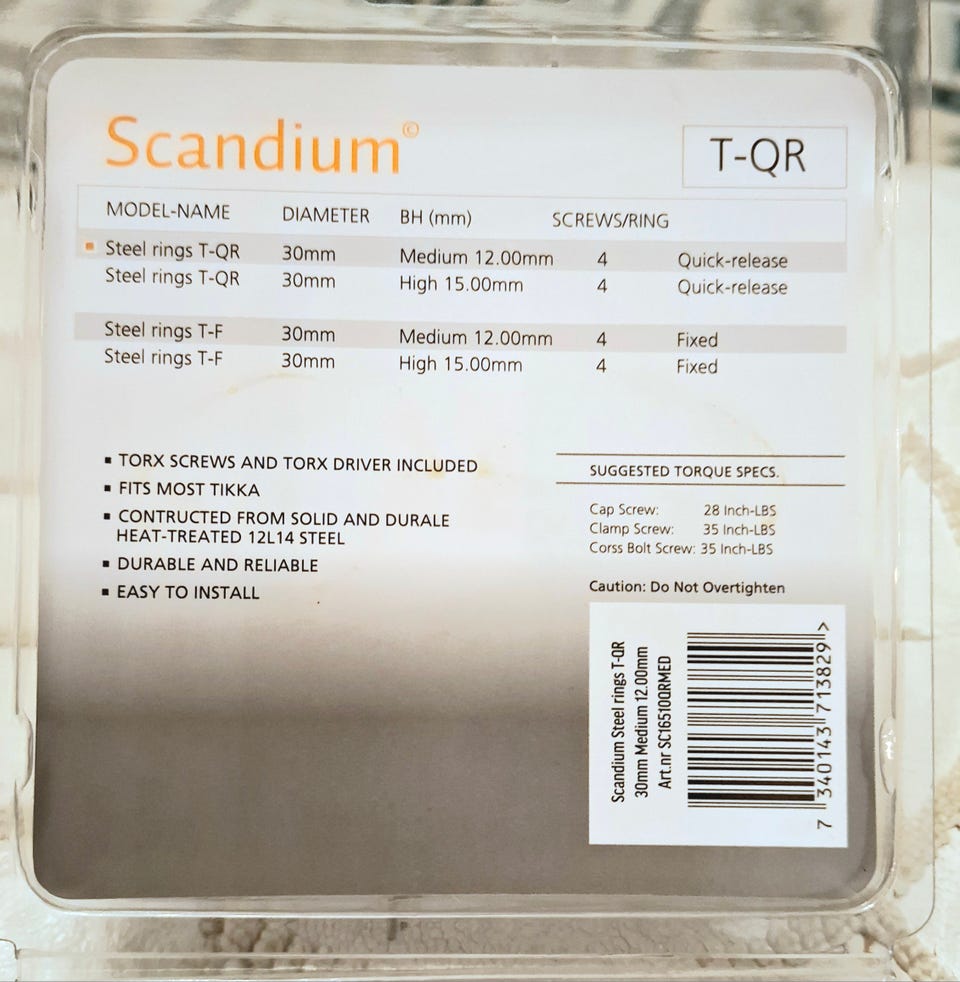 Scandium©
T-QR
MODEL-NAME DIAMETER BH (mm) SCREWS/RING
Steel rings T-QR 30mm Medium 12.00mm 4 Quick-release
Steel rings T-QR 30mm High 15.00mm 4 Quick-release
Steel rings T-F 30mm Medium 12.00mm 4 Fixed
Steel rings T-F 30mm High 15.00mm 4 Fixed
▪ TORX SCREWS AND TORX DRIVER INCLUDED
▪ FITS MOST TIKKA
▪ CONTRUCTED FROM SOLID AND DURALE
HEAT-TREATED 12L14 STEEL
▪ DURABLE AND RELIABLE
▪ EASY TO INSTALL
SUGGESTED TORQUE SPECS.
Cap Screw: 28 Inch-LBS
Clamp Screw: 35 Inch-LBS
Corss Bolt Screw: 35 Inch-LBS
Caution: Do Not Overtighten
Scandium Steel rings T-QR
30mm Medium 12.00mm
Art.nr SC16510QRMED
7 340143 713829 >